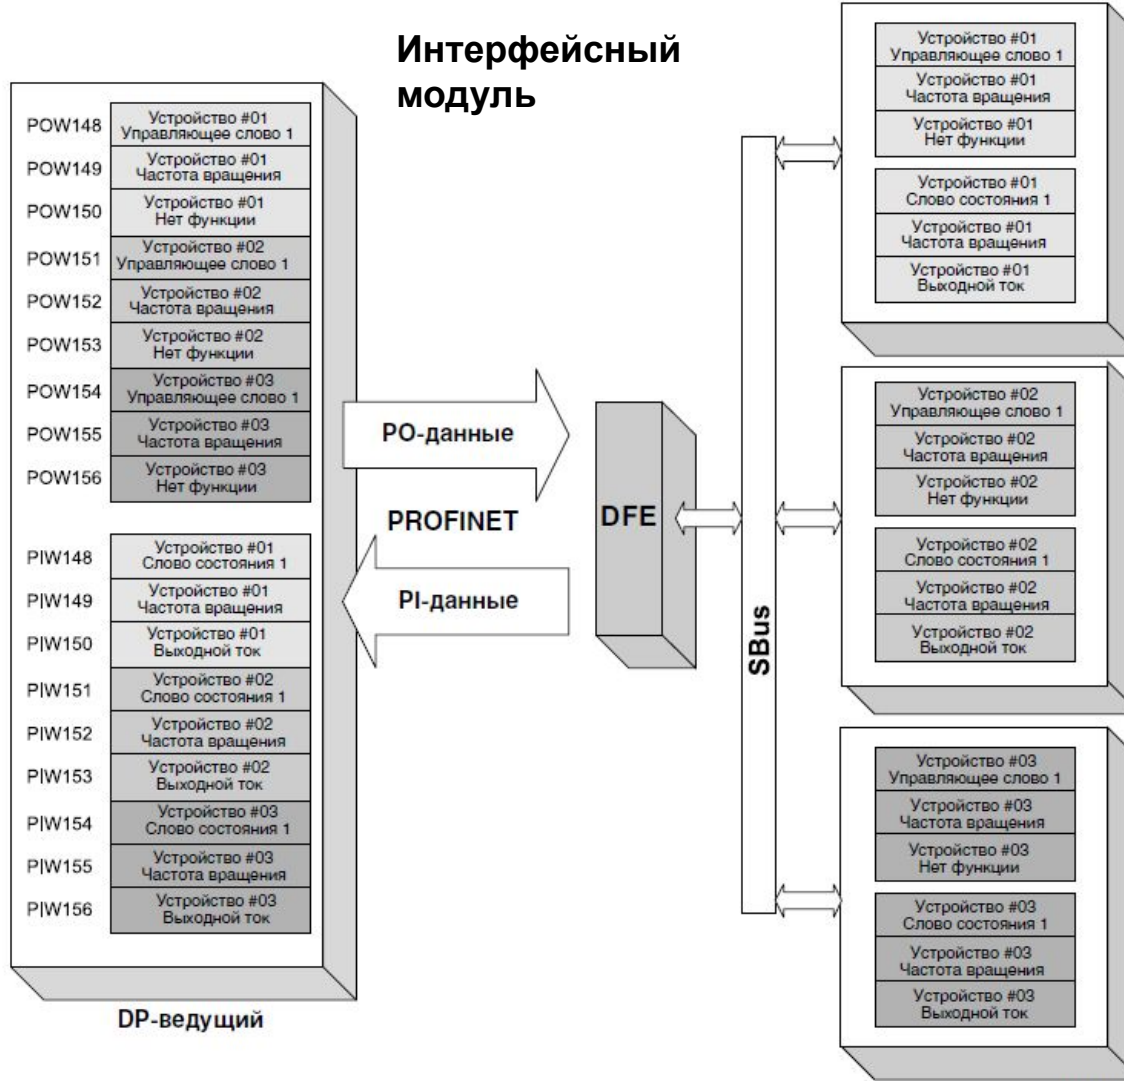 Интерфейсный
модуль
POW148
Устройство #01
Управляющее слово 1
POW149
Устройство #01
Частота вращения
POW150
Устройство #01
Нет функции
POW151
Устройство #02
Управляющее слово 1
POW152
Устройство #02
Частота вращения
POW153
Устройство #02
Нет функции
POW154
Устройство #03
Управляющее слово 1
POW155
Устройство #03
Частота вращения
POW156
Устройство #03
Нет функции
PIW148
Устройство #01
Слово состояния 1
PIW149
Устройство #01
Частота вращения
PIW150
Устройство #01
Выходной ток
PIW151
Устройство #02
Слово состояния 1
PIW152
Устройство #02
Частота вращения
PIW153
Устройство #02
Выходной ток
PIW154
Устройство #03
Слово состояния 1
PIW155
Устройство #03
Частота вращения
PIW156
Устройство #03
Выходной ток
DP-ведущий
PO-данные
PROFINET
PI-данные
DFE
SBus
Устройство #01
Управляющее слово 1
Устройство #01
Частота вращения
Устройство #01
Нет функции
Устройство #01
Слово состояния 1
Устройство #01
Частота вращения
Устройство #01
Выходной ток
Устройство #02
Управляющее слово 1
Устройство #02
Частота вращения
Устройство #02
Нет функции
Устройство #02
Слово состояния 1
Устройство #02
Частота вращения
Устройство #02
Выходной ток
Устройство #03
Управляющее слово 1
Устройство #03
Частота вращения
Устройство #03
Нет функции
Устройство #03
Слово состояния 1
Устройство #03
Частота вращения
Устройство #03
Выходной ток